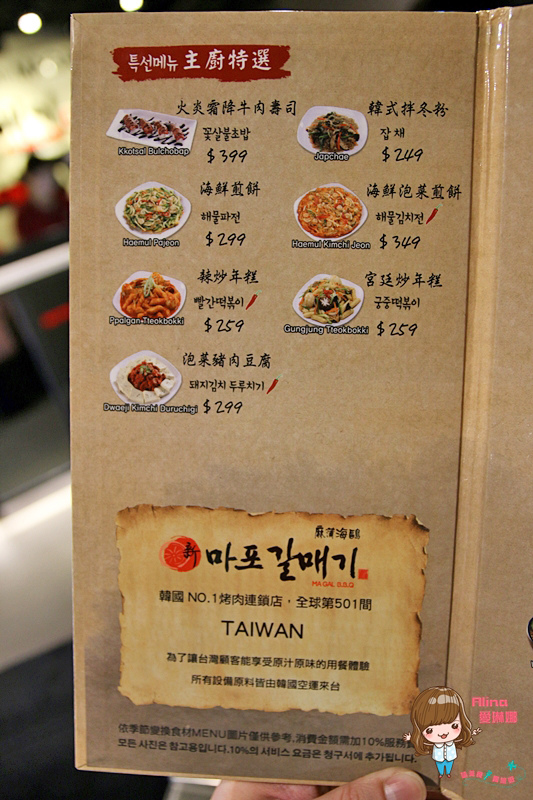 특선메뉴 主廚特選
火炎霜降牛肉壽司
꽃살불초밥
Kkotsal Bulchobap
$399
韓式拌冬粉
잡채
Japchae
$249
海鮮煎餅
해물파전
Haemul Pajeon
$299
海鮮泡菜煎餅
해물김치전
Haemul Kimchi Jeon
$349
辣炒年糕
빨간떡볶이
Ppalgan Tteokbokki
$259
宮廷炒年糕
궁중떡볶이
Gungjung Tteokbokki
$259
泡菜豬肉豆腐
돼지김치 두루치기
Dwaeji Kimchi Duruchigi
$299
麻浦海鷗
新 마포갈매기
MAGAL B.B.Q
韓國 NO.1烤肉連鎖店,全球第501間
TAIWAN
為了讓台灣顧客能享受原汁原味的用餐體驗
所有設備原料皆由韓國空運來台
依季節變換食材MENU圖片僅供參考,消費金額需加10%服務
모든 사진은 참고용입니다.10%의 서비스 요금은 청구서에 추가됩니다.
Alina
愛琳娜